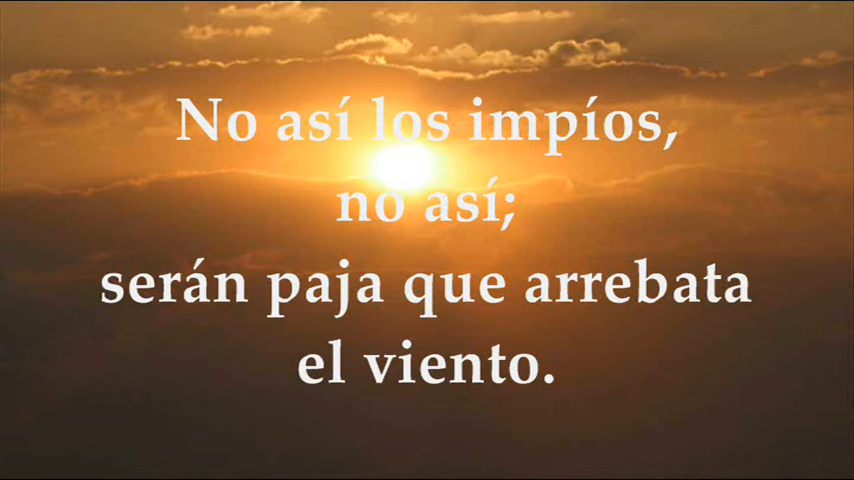 No así los impíos,
no así;
serán paja que arrebata
el viento.